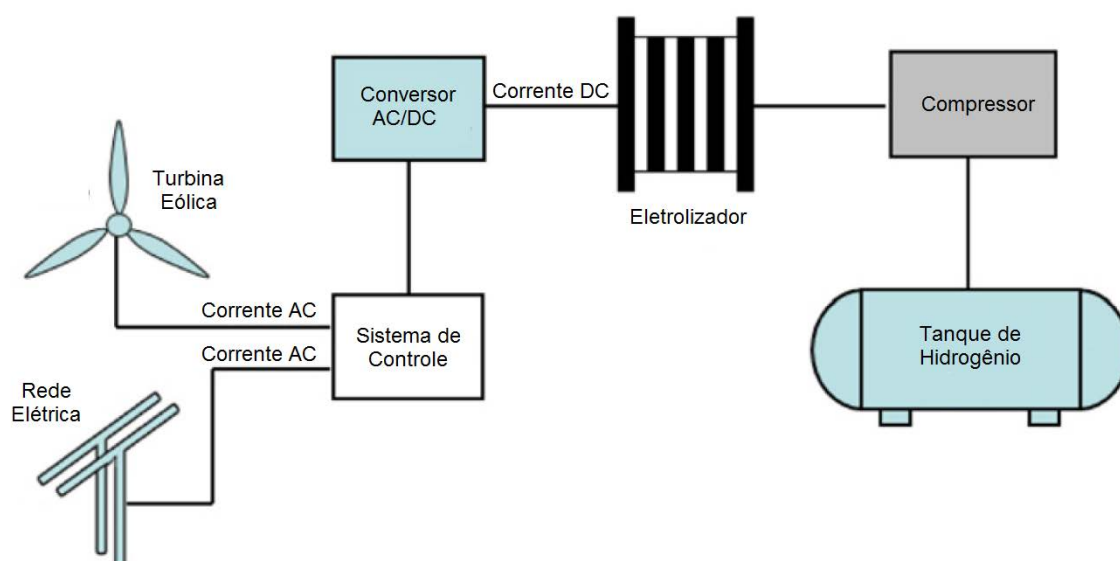 Conversor
AC/DC
Corrente DC
Compressor
Turbina
Eólica
Eletrolizador
Corrente AC
Sistema de
Controle
Corrente AC
Tanque de
Hidrogênio
Rede
Elétrica